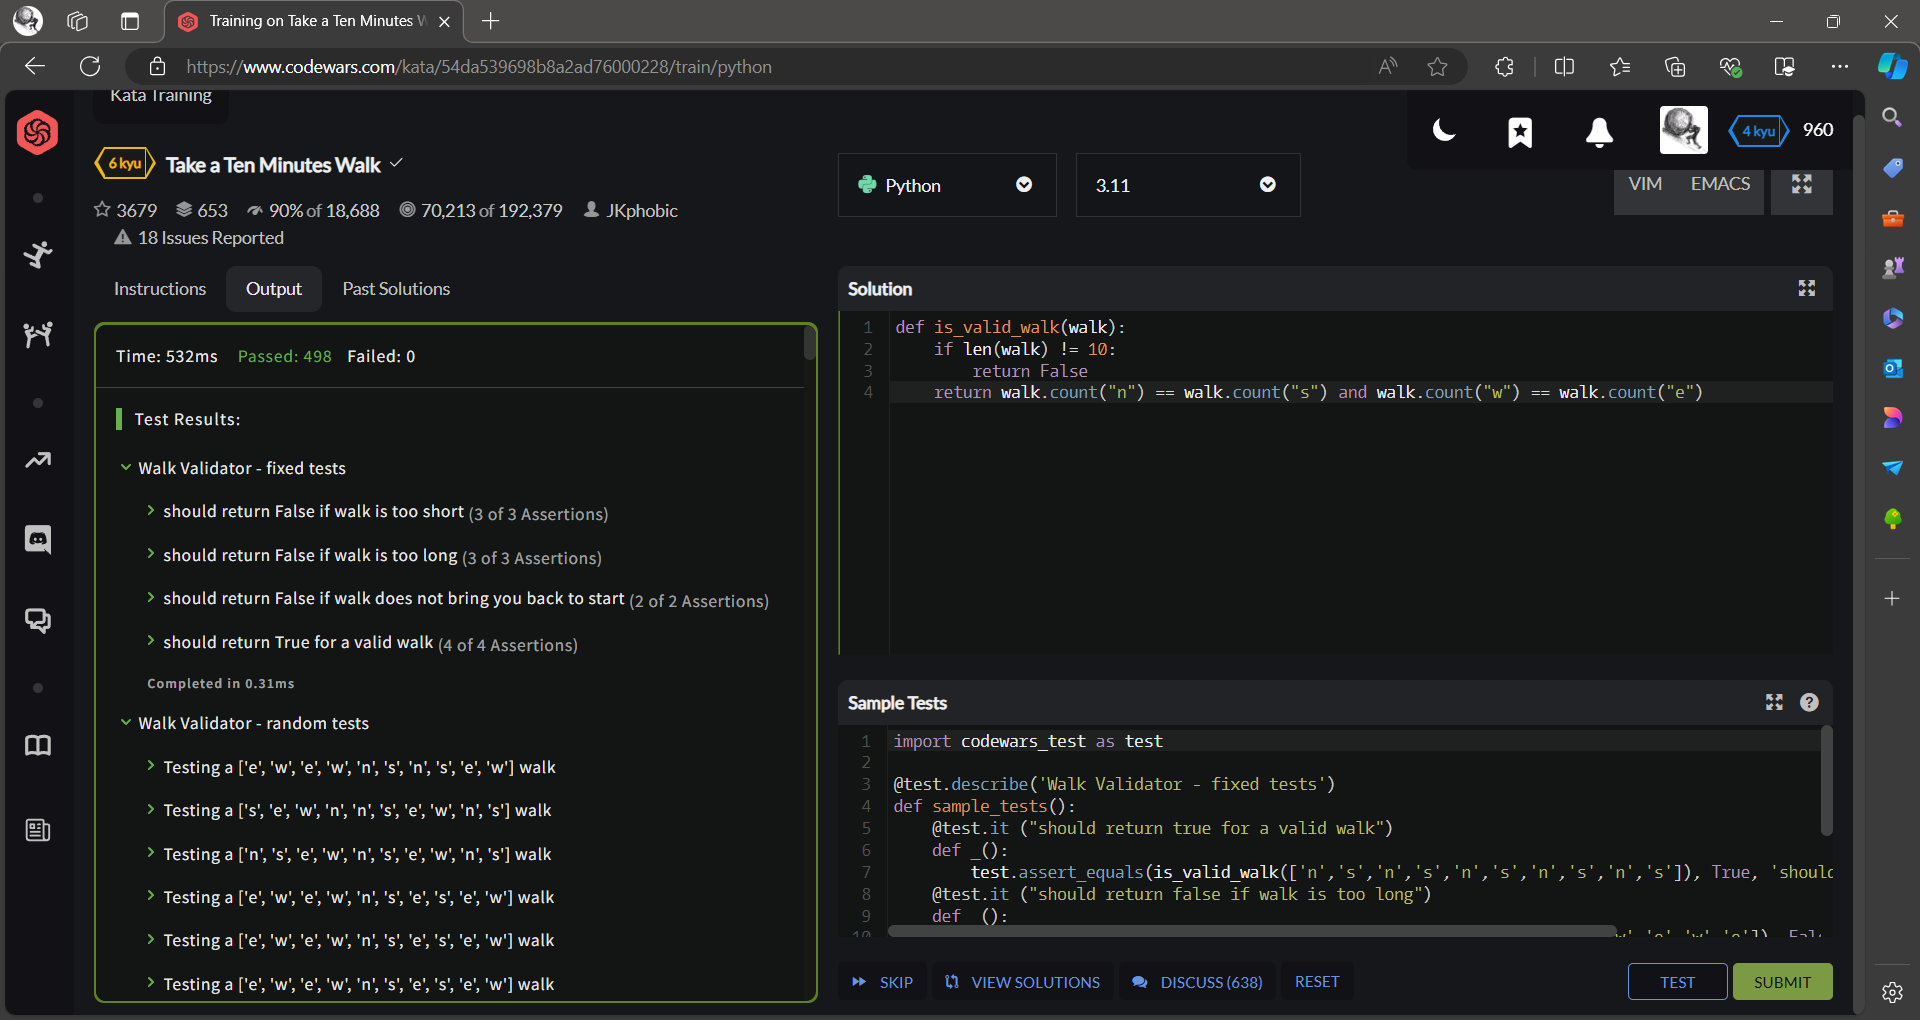 Training on Take a Ten Minutes W
https://www.codewars.com/kata/54da539698b8a2ad76000228/train/python
Kata Training
4 kyu
960
6 kyu
Take a Ten Minutes Walk
3679
653
90% of 18,688
70,213 of 192,379
JKphobic
18 Issues Reported
Python
3.11
VIM
EMACS
Instructions
Output
Past Solutions
Time: 532ms Passed: 498 Failed: 0
Test Results:
Walk Validator - fixed tests
should return False if walk is too short (3 of 3 Assertions)
should return False if walk is too long (3 of 3 Assertions)
should return False if walk does not bring you back to start (2 of 2 Assertions)
should return True for a valid walk (4 of 4 Assertions)
Completed in 0.31ms
Walk Validator - random tests
Testing a ['e', 'w', 'e', 'w', 'n', 's', 'n', 's', 'e', 'w'] walk
Testing a ['s', 'e', 'w', 'n', 'n', 's', 'e', 'w', 'n', 's'] walk
Testing a ['n', 's', 'e', 'w', 'n', 's', 'e', 'w', 'n', 's'] walk
Testing a ['e', 'w', 'e', 'w', 'n', 's', 'e', 's', 'e', 'w'] walk
Testing a ['e', 'w', 'e', 'w', 'n', 's', 'e', 's', 'e', 'w'] walk
Testing a ['e', 'w', 'e', 'w', 'n', 's', 'e', 's', 'e', 'w'] walk
Solution
1 def is_valid_walk(walk):
2 if len(walk) != 10:
3 return False
4 return walk.count("n") == walk.count("s") and walk.count("w") == walk.count("e")
Sample Tests
1 import codewars_test as test
2
3 @test.describe('Walk Validator - fixed tests')
4 def sample_tests():
5 @test.it ("should return true for a valid walk")
6 def _():
7 test.assert_equals(is_valid_walk(['n','s','n','s','n','s','n','s','n','s']), True, 'should
8 @test.it ("should return false if walk is too long")
9 def _():
10
SKIP
VIEW SOLUTIONS
DISCUSS (638)
RESET
TEST
SUBMIT